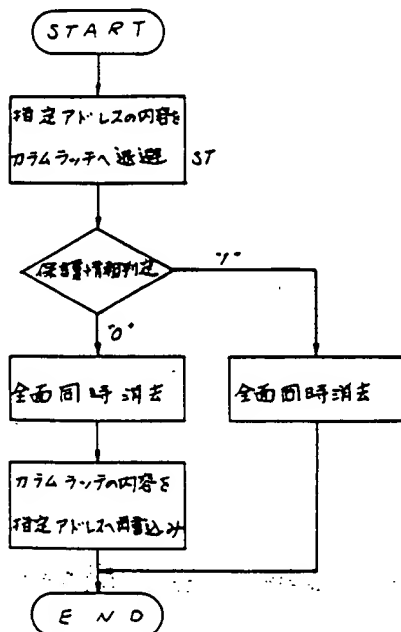 START
指定アドレスの内容を
カラムラッチへ退避 ST
保護情報判定
"1"
"0"
全面同時消去
全面同時消去
カラムラッチの内容を
指定アドレスへ再書込み
END